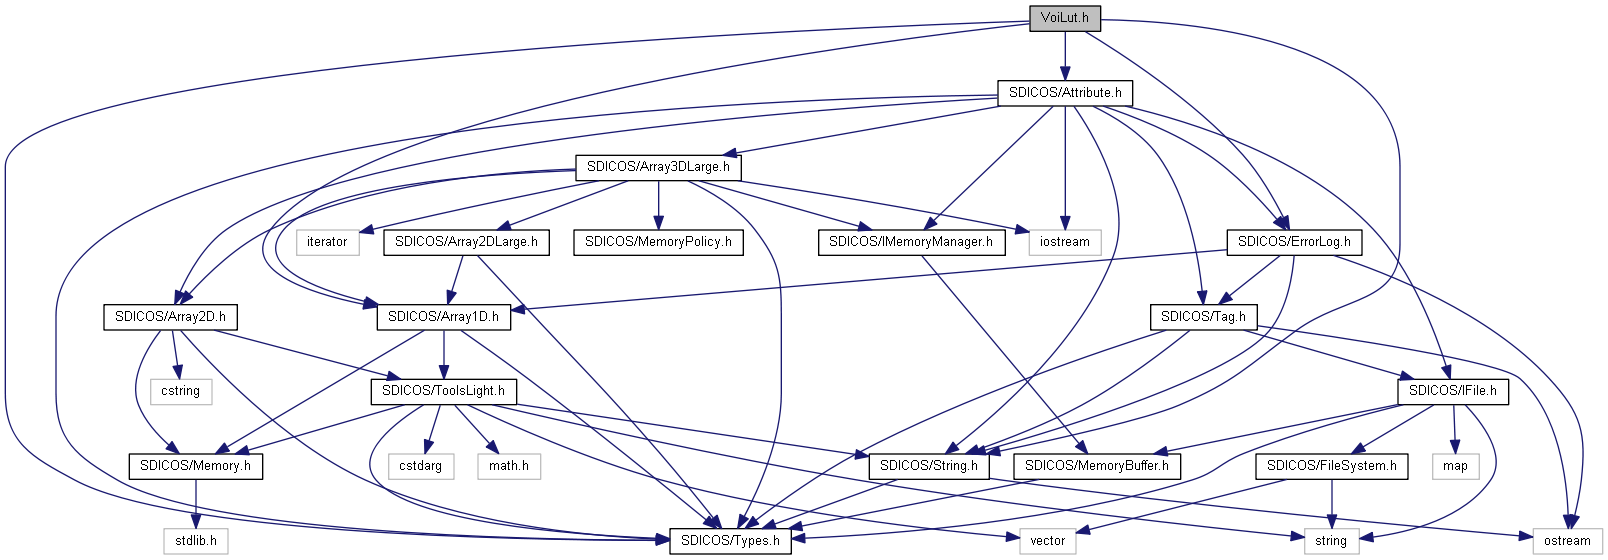 VoiLut.h
SDICOS/Attribute.h
SDICOS/Array3DLarge.h
iterator
SDICOS/Array2DLarge.h
SDICOS/MemoryPolicy.h
SDICOS/IMemoryManager.h
iostream
SDICOS/ErrorLog.h
SDICOS/Array2D.h
SDICOS/Array1D.h
SDICOS/Tag.h
cstring
SDICOS/ToolsLight.h
SDICOS/IFile.h
SDICOS/Memory.h
cstdarg
math.h
SDICOS/String.h
SDICOS/MemoryBuffer.h
SDICOS/FileSystem.h
map
stdlib.h
SDICOS/Types.h
vector
string
ostream